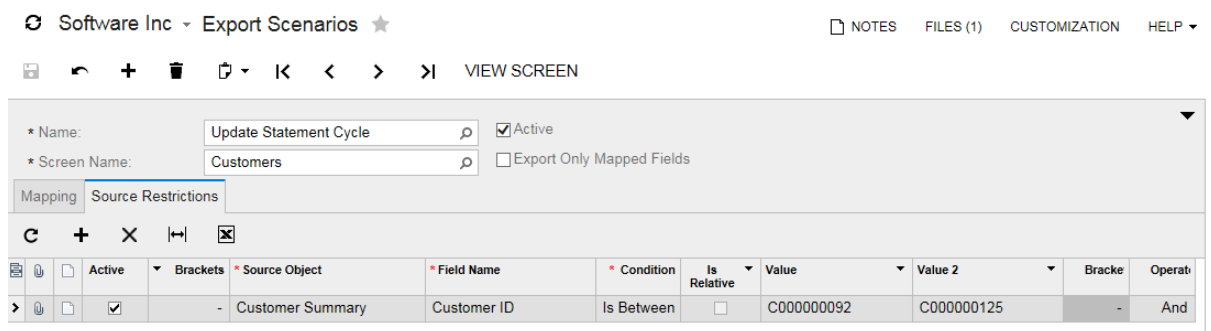 Software Inc Export Scenarios NOTES FILES (1) CUSTOMIZATION HELP
VIEW SCREEN
* Name: Update Statement Cycle Active
* Screen Name: Customers Export Only Mapped Fields
Mapping Source Restrictions
Active Brackets * Source Object * Field Name * Condition Is Relative Value Value 2 Bracke Operat
- Customer Summary Customer ID Is Between C000000092 C000000125 - And